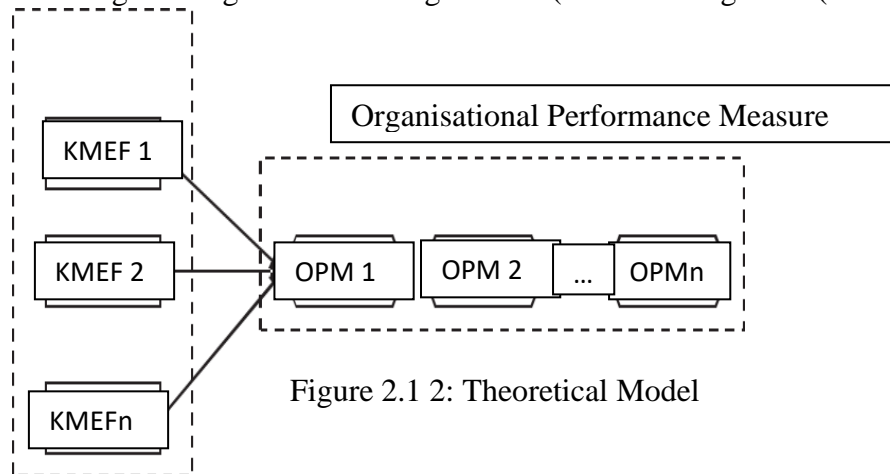 Organisational Performance Measure
KMEF 1
KMEF 2
OPM 1
OPM 2
...
OPMn
KMEFn
Figure 2.1 2: Theoretical Model